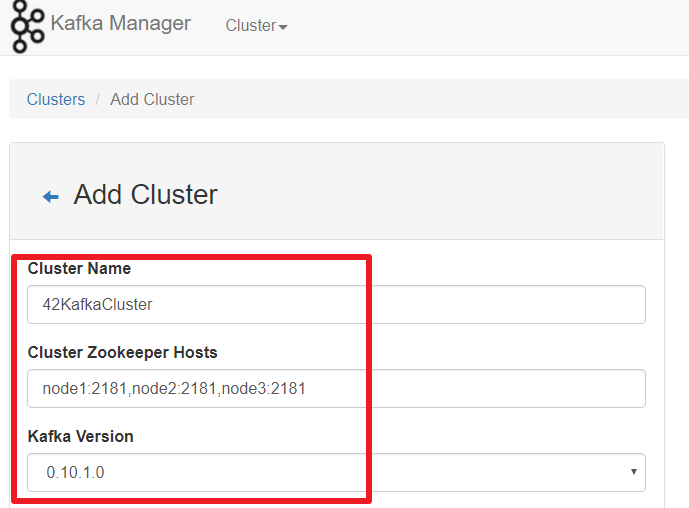 Kafka Manager Cluster
Clusters / Add Cluster
Add Cluster
Cluster Name
42KafkaCluster
Cluster Zookeeper Hosts
node1:2181,node2:2181,node3:2181
Kafka Version
0.10.1.0